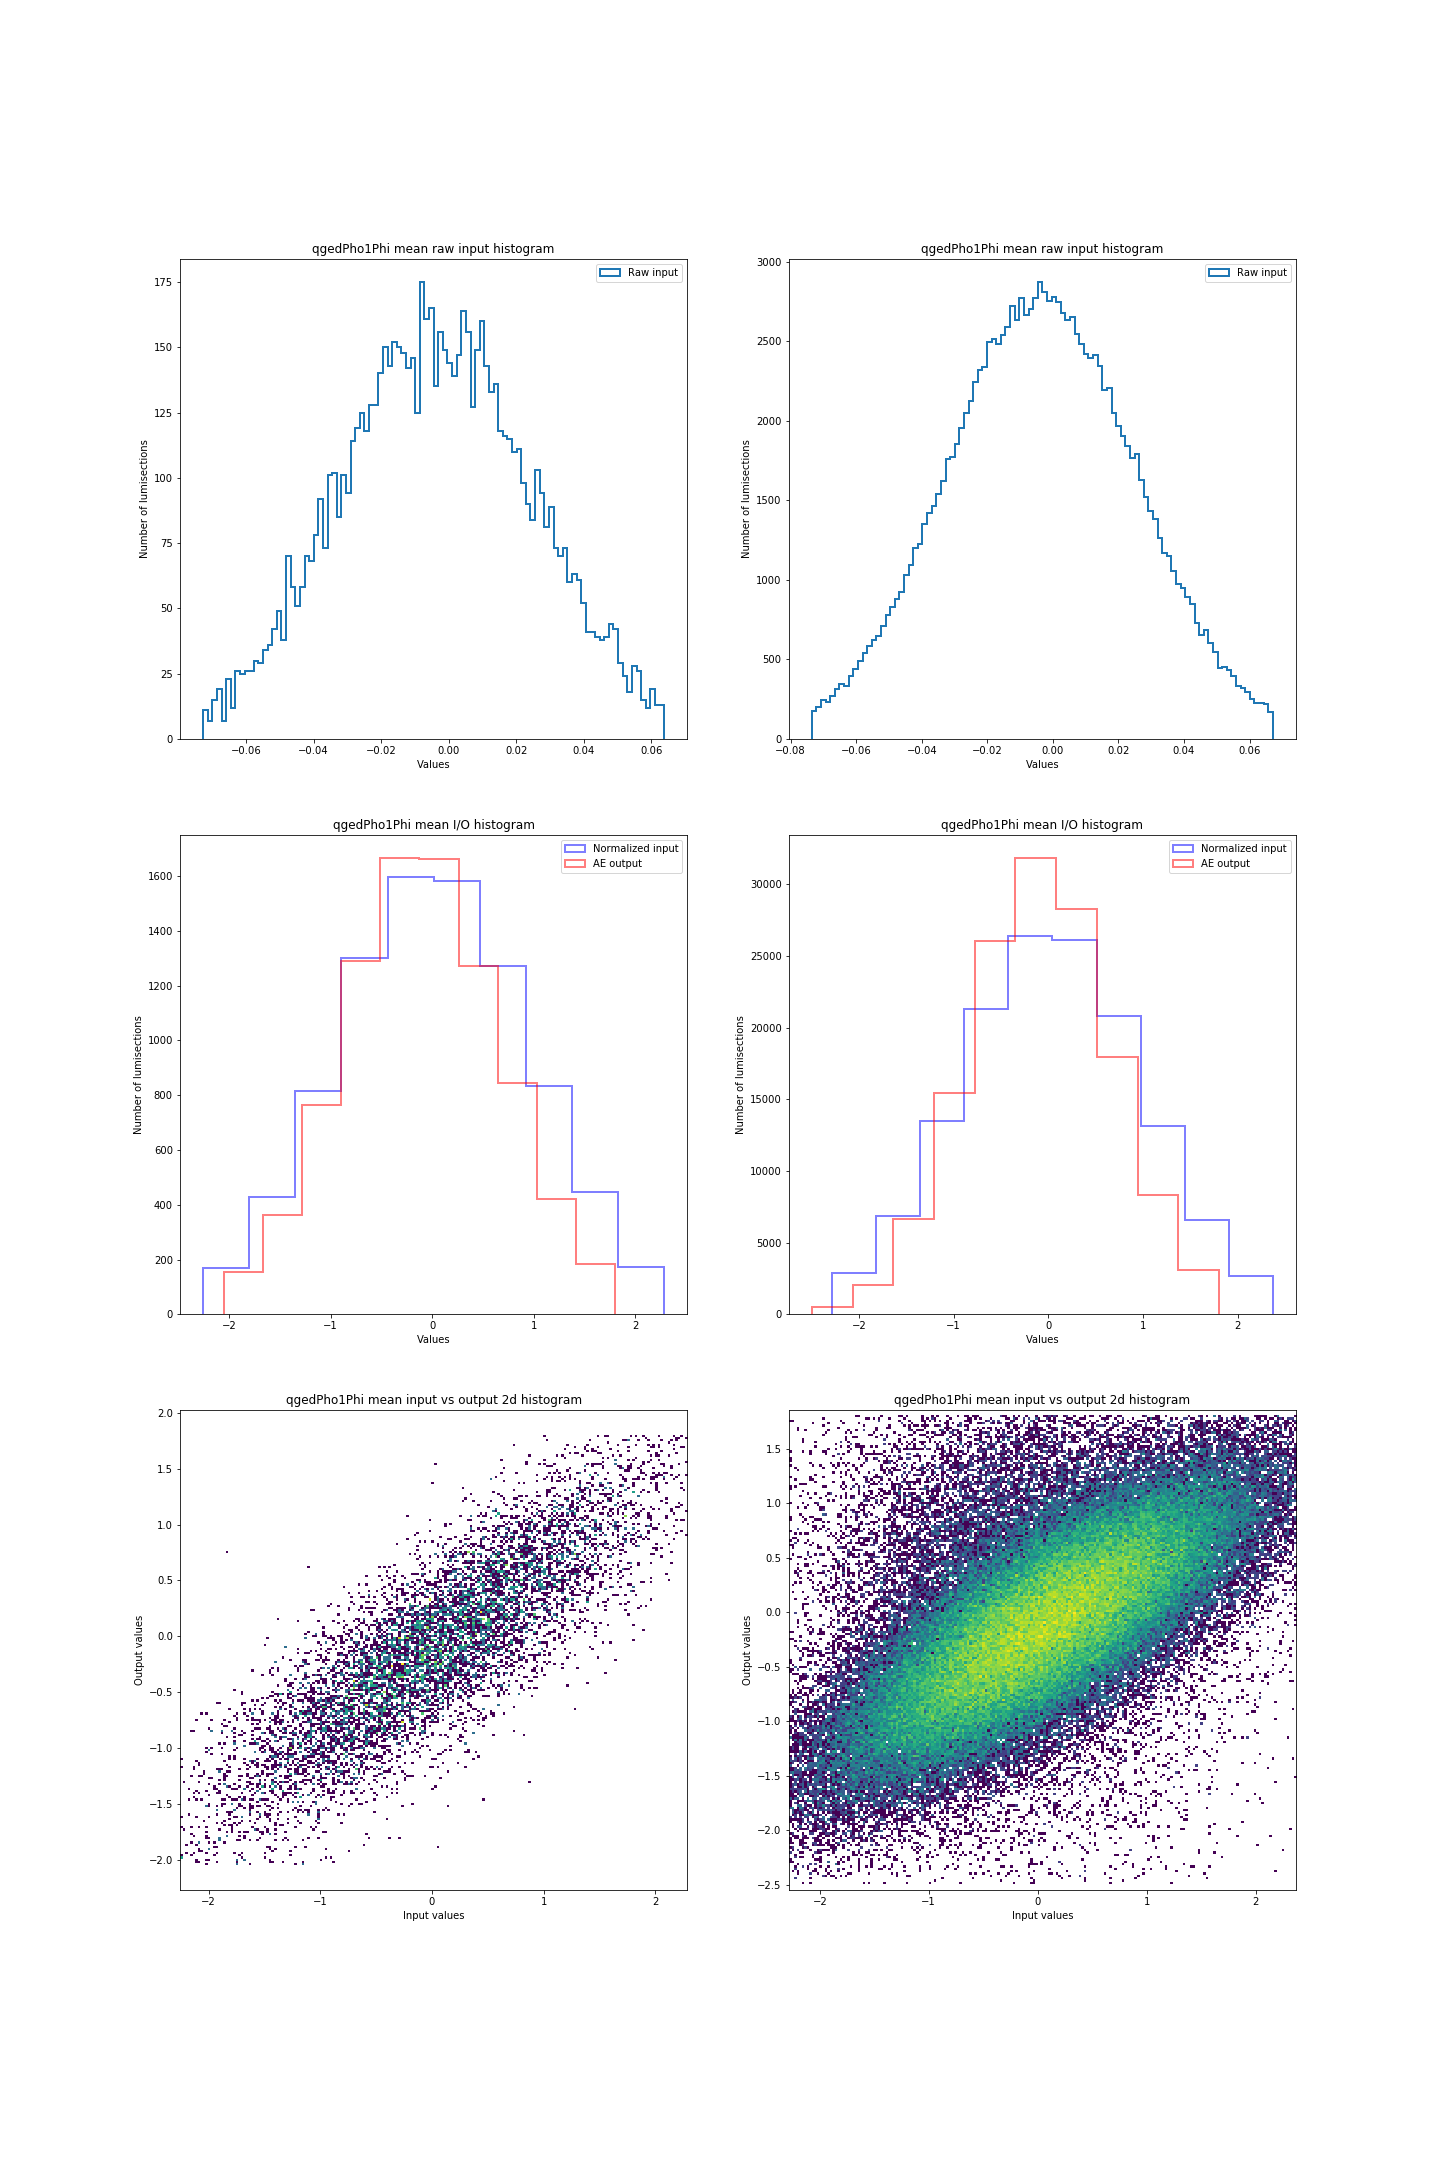 qgedPho1Phi mean raw input histogram
Raw input
175
150
125
100
75
50
25
0
Number of lumisections
−0.06 −0.04 −0.02 0.00 0.02 0.04 0.06
Values
qgedPho1Phi mean raw input histogram
Raw input
3000
2500
2000
1500
1000
500
0
Number of lumisections
−0.08 −0.06 −0.04 −0.02 0.00 0.02 0.04 0.06
Values
qgedPho1Phi mean I/O histogram
Normalized input
AE output
1600
1400
1200
1000
800
600
400
200
0
Number of lumisections
−2 −1 0 1 2
Values
qgedPho1Phi mean I/O histogram
Normalized input
AE output
30000
25000
20000
15000
10000
5000
0
Number of lumisections
−2 −1 0 1 2
Values
qgedPho1Phi mean input vs output 2d histogram
2.0
1.5
1.0
0.5
0.0
−0.5
−1.0
−1.5
−2.0
Output values
−2 −1 0 1 2
Input values
qgedPho1Phi mean input vs output 2d histogram
1.5
1.0
0.5
0.0
−0.5
−1.0
−1.5
−2.0
−2.5
Output values
−2 −1 0 1 2
Input values